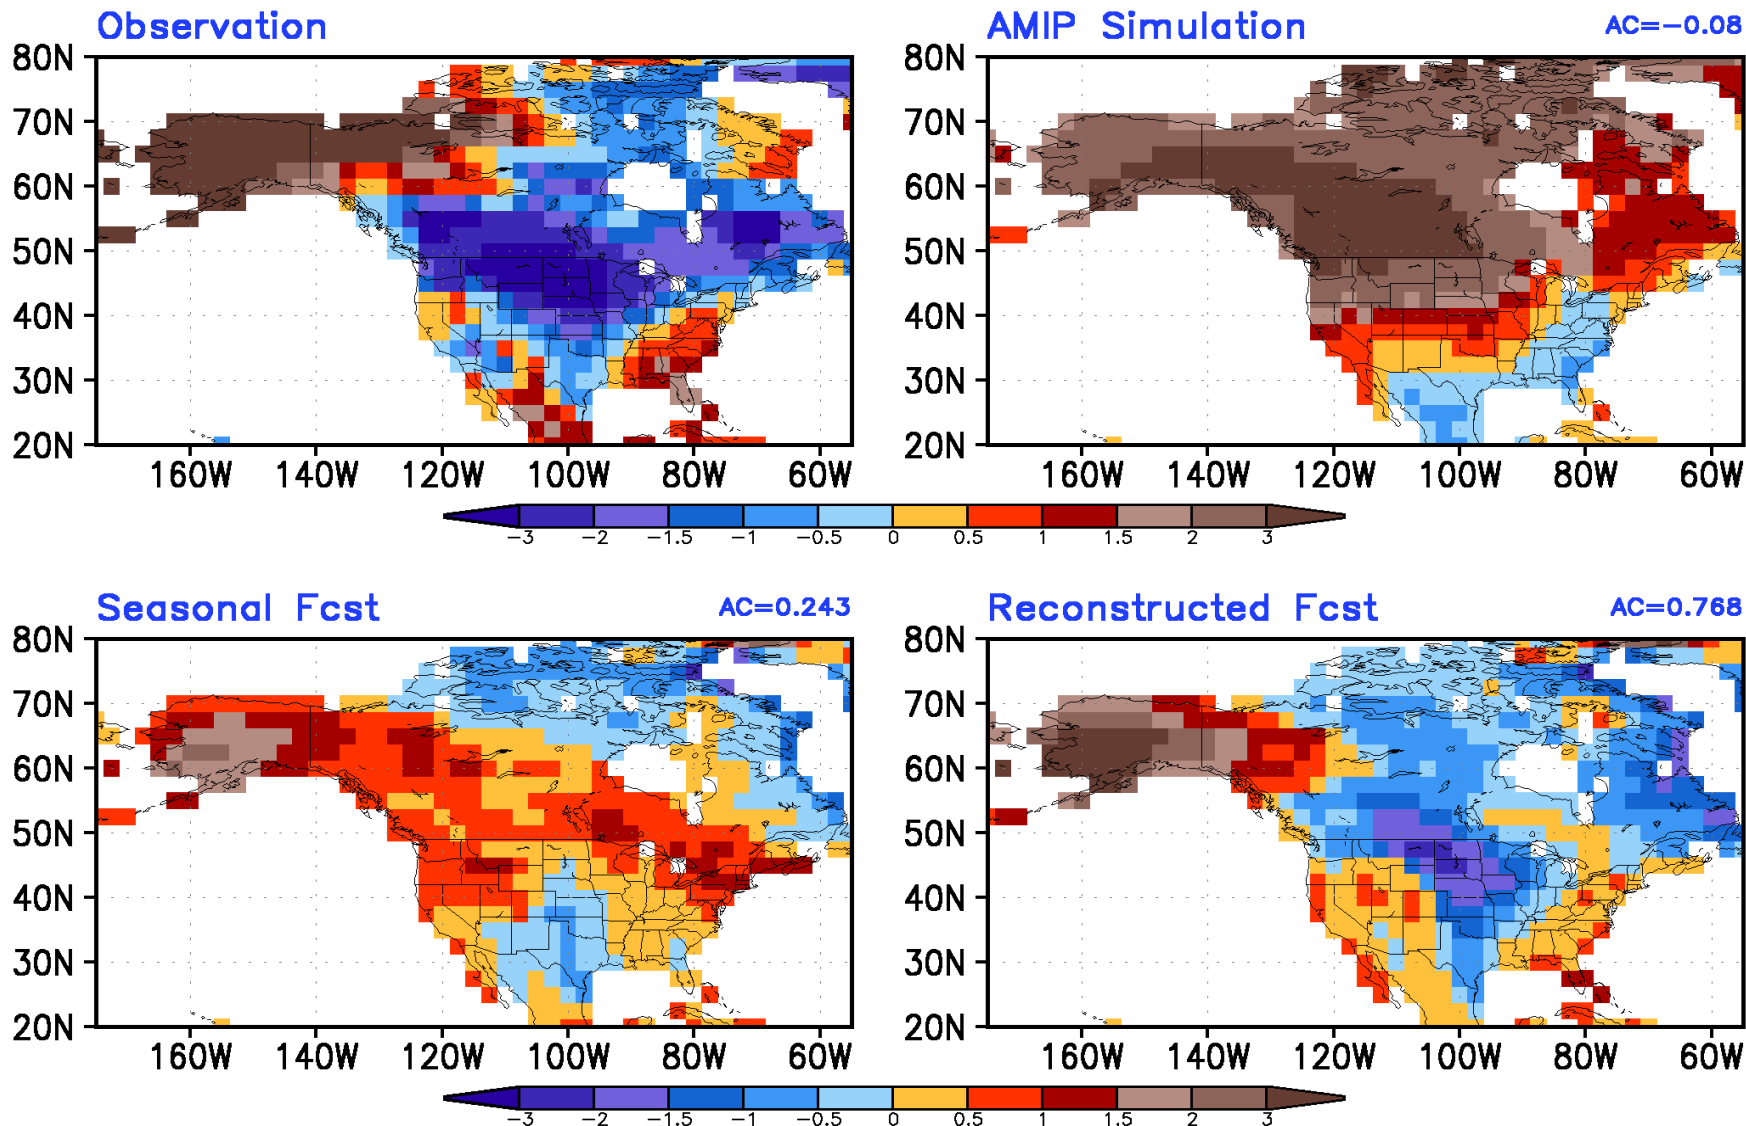 Observation
AMIP Simulation AC=-0.08
80N 70N 60N 50N 40N 30N 20N
160W 140W 120W 100W 80W 60W
80N 70N 60N 50N 40N 30N 20N
160W 140W 120W 100W 80W 60W
-3 -2 -1.5 -1 -0.5 0 0.5 1 1.5 2 3
Seasonal Fcst AC=0.243
Reconstructed Fcst AC=0.768
80N 70N 60N 50N 40N 30N 20N
160W 140W 120W 100W 80W 60W
80N 70N 60N 50N 40N 30N 20N
160W 140W 120W 100W 80W 60W
-3 -2 -1.5 -1 -0.5 0 0.5 1 1.5 2 3